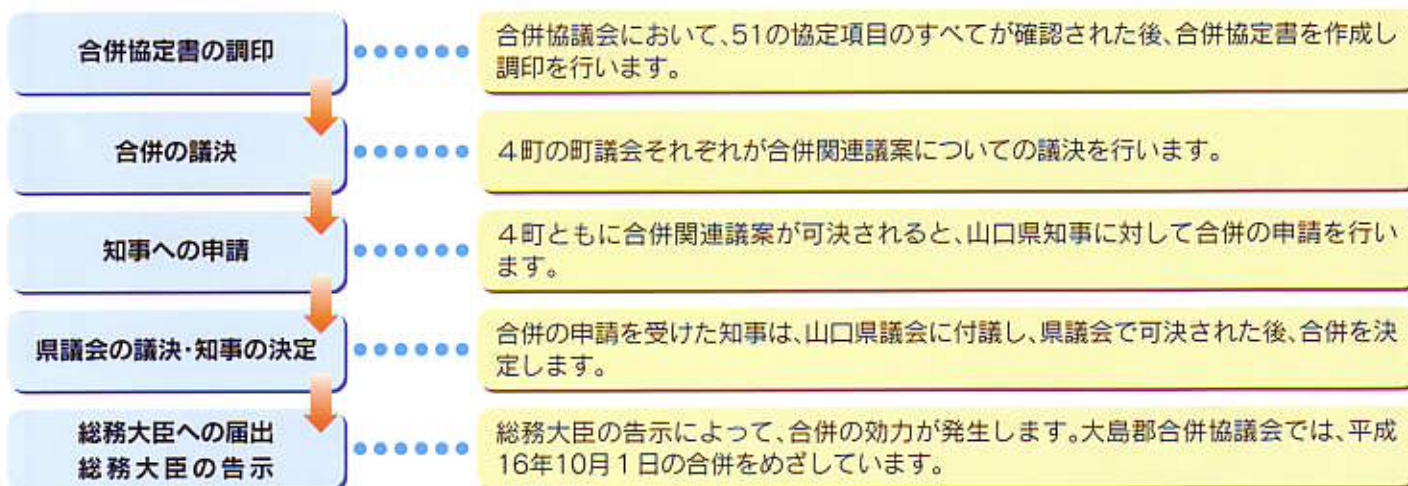 合併協定書の調印
合併協議会において、51の協定項目のすべてが確認された後、合併協定書を作成し
調印を行います。
合併の議決
4町の町議会それぞれが合併関連議案についての議決を行います。
知事への申請
4町ともに合併関連議案が可決されると、山口県知事に対して合併の申請を行い
ます。
県議会の議決・知事の決定
合併の申請を受けた知事は、山口県議会に付議し、県議会で可決された後、合併を決
定します。
総務大臣への届出
総務大臣の告示
総務大臣の告示によって、合併の効力が発生します。大島郡合併協議会では、平成
16年10月1日の合併をめざしています。